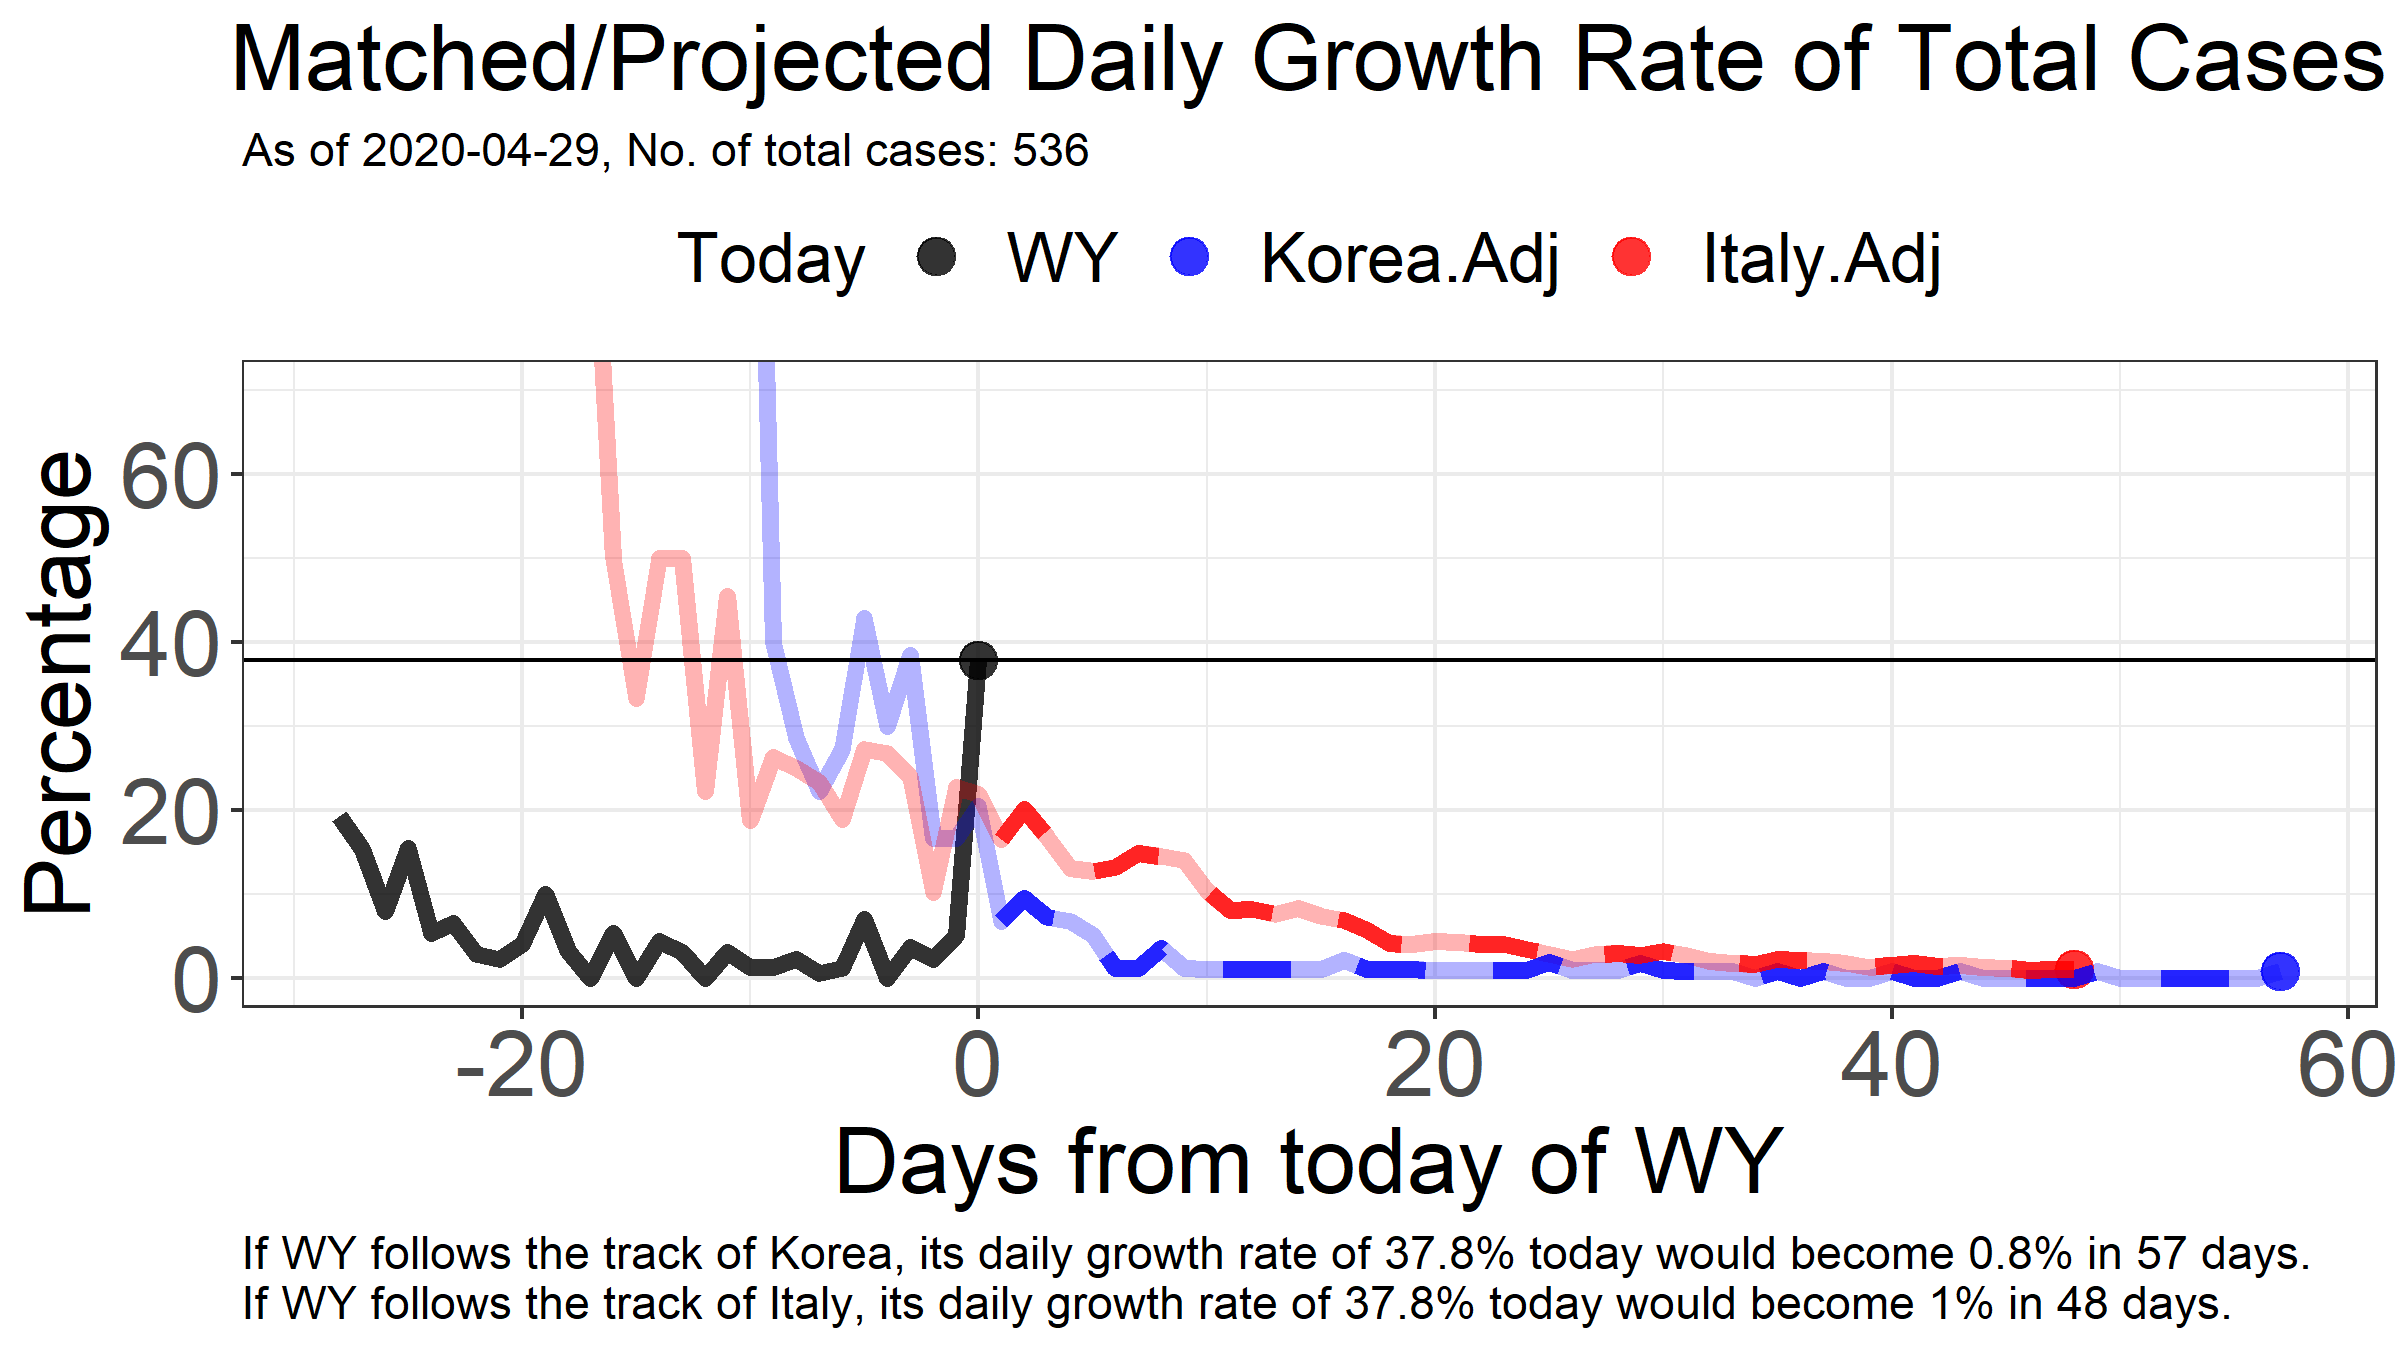 Matched/Projected Daily Growth Rate of Total Cases
As of 2020-04-29, No. of total cases: 536
Today WY Korea.Adj Italy.Adj
Percentage
60
40
20
0
-20 0 20 40 60
Days from today of WY
If WY follows the track of Korea, its daily growth rate of 37.8% today would become 0.8% in 57 days.
If WY follows the track of Italy, its daily growth rate of 37.8% today would become 1% in 48 days.